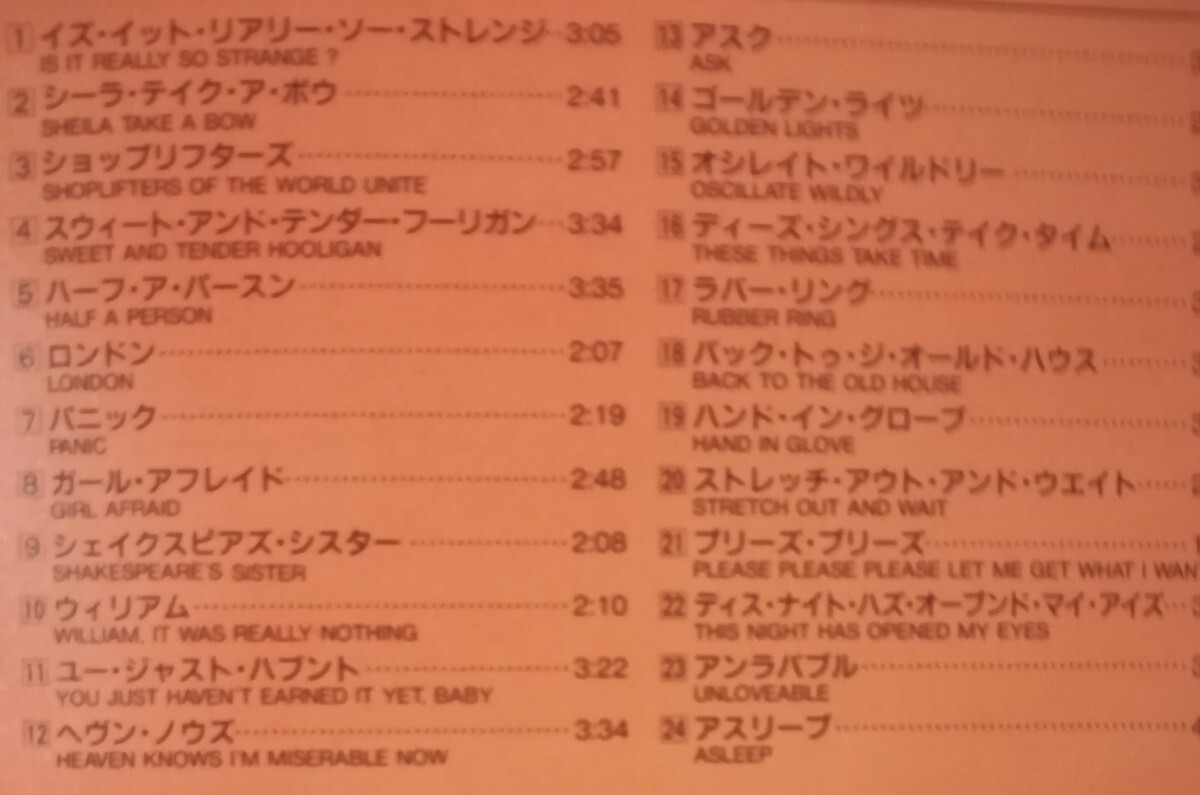 1 イズ・イット・リアリー・ソー・ストレンジ 3:05
IS IT REALLY SO STRANGE ?
2 シーラ・テイク・ア・ボウ 2:41
SHEILA TAKE A BOW
3 ショップリフターズ 2:57
SHOPLIFTERS OF THE WORLD UNITE
4 スウィート・アンド・テンダー・フーリガン 3:34
SWEET AND TENDER HOOLIGAN
5 ハーフ・ア・パースン 3:35
HALF A PERSON
6 ロンドン 2:07
LONDON
7 パニック 2:19
PANIC
8 ガール・アフレイド 2:48
GIRL AFRAID
9 シェイクスピアズ・シスター 2:08
SHAKESPEARE'S SISTER
10 ウィリアム 2:10
WILLIAM, IT WAS REALLY NOTHING
11 ユー・ジャスト・ハブント 3:22
YOU JUST HAVEN'T EARNED IT YET, BABY
12 ヘヴン・ノウズ 3:34
HEAVEN KNOWS I'M MISERABLE NOW
13 アスク
ASK
14 ゴールデン・ライツ
GOLDEN LIGHTS
15 オシレイト・ワイルドリー
OSCILLATE WILDLY
16 ディーズ・シングス・テイク・タイム
THESE THINGS TAKE TIME
17 ラバー・リング
RUBBER RING
18 バック・トゥ・ジ・オールド・ハウス
BACK TO THE OLD HOUSE
19 ハンド・イン・グローブ
HAND IN GLOVE
20 ストレッチ・アウト・アンド・ウエイト
STRETCH OUT AND WAIT
21 プリーズ・プリーズ
PLEASE PLEASE PLEASE LET ME GET WHAT I WAN
22 ディス・ナイト・ハズ・オープンド・マイ・アイズ
THIS NIGHT HAS OPENED MY EYES
23 アンラバブル
UNLOVEABLE
24 アスリープ
ASLEEP